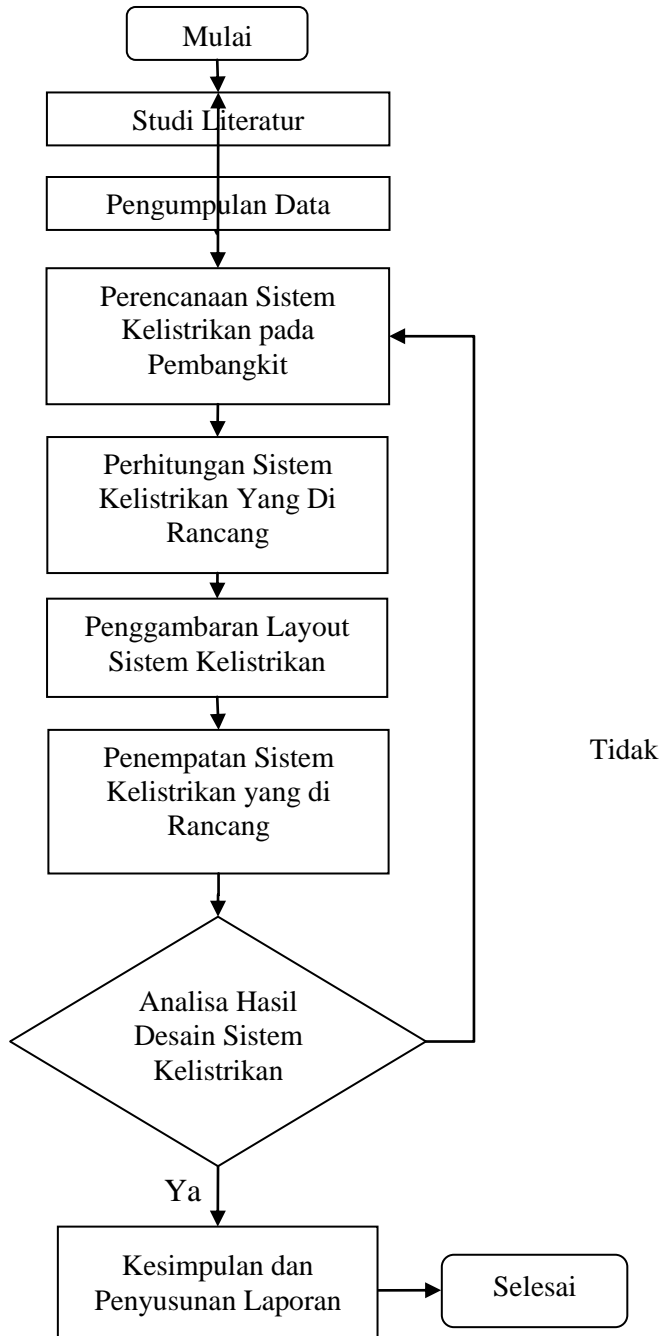 Mulai
Studi Literatur
Pengumpulan Data
Perencanaan Sistem
Kelistrikan pada
Pembangkit
Perhitungan Sistem
Kelistrikan Yang Di
Rancang
Penggambaran Layout
Sistem Kelistrikan
Penempatan Sistem
Kelistrikan yang di
Rancang
Tidak
Analisa Hasil
Desain Sistem
Kelistrikan
Ya
Kesimpulan dan
Penyusunan Laporan
Selesai